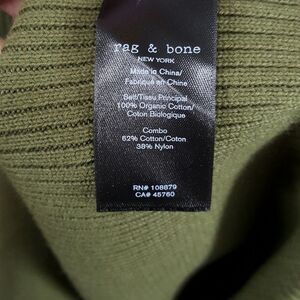 rag & bone
NEW YORK
Made in China/
Fabriqué en Chine
Self/Tissu Principal
100% Organic Cotton/
Coton Biologique
Combo
62% Cotton/Coton
38% Nylon
RN# 108879
CA# 45760